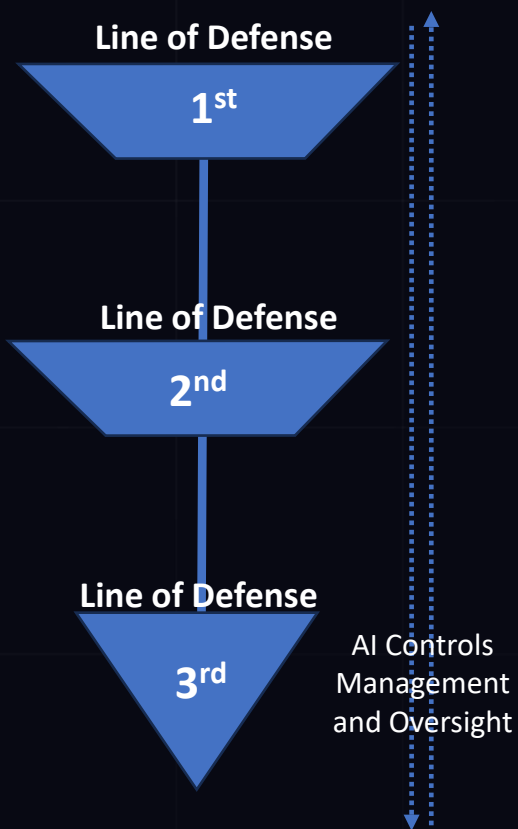 Line of Defense
1st
Line of Defense
2nd
Line of Defense
3rd
AI Controls
Management
and Oversight